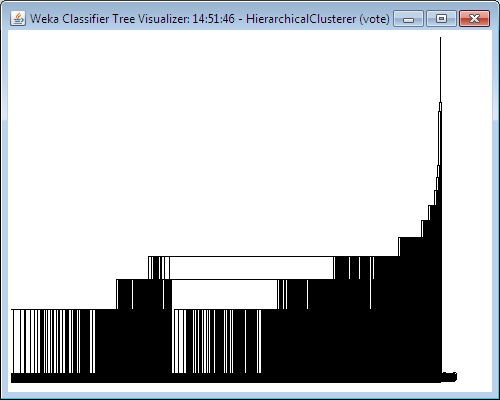 Weka Classifier Tree Visualizer: 14:51:46 - HierarchicalClusterer (vote)